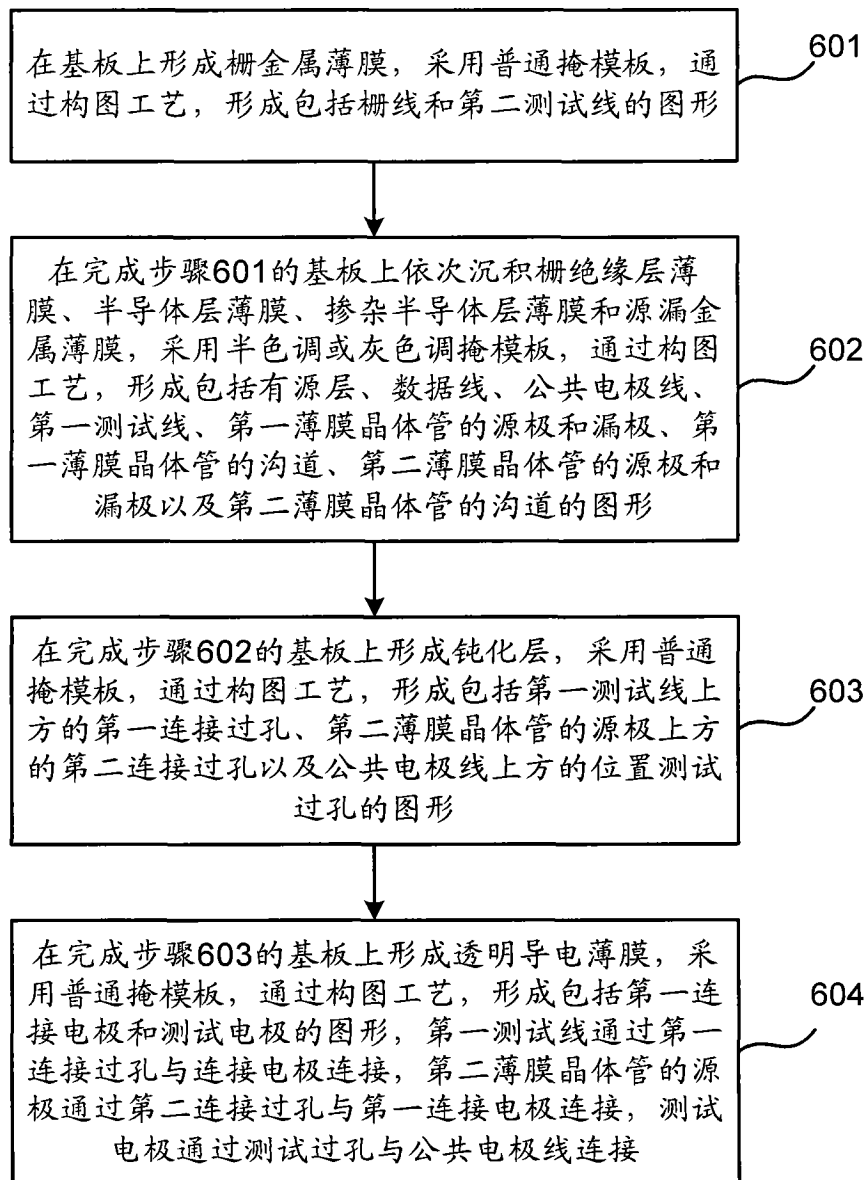 在基板上形成栅金属薄膜，采用普通掩模板，通
过构图工艺，形成包括栅线和第二测试线的图形
601
在完成步骤601的基板上依次沉积栅绝缘层薄
膜、半导体层薄膜、掺杂半导体层薄膜和源漏金
属薄膜，采用半色调或灰色调掩模板，通过构图
工艺，形成包括有源层、数据线、公共电极线、
第一测试线、第一薄膜晶体管的源极和漏极、第
一薄膜晶体管的沟道、第二薄膜晶体管的源极和
漏极以及第二薄膜晶体管的沟道的图形
602
在完成步骤602的基板上形成钝化层，采用普通
掩模板，通过构图工艺，形成包括第一测试线上
方的第一连接过孔、第二薄膜晶体管的源极上方
的第二连接过孔以及公共电极线上方的位置测试
过孔的图形
603
在完成步骤603的基板上形成透明导电薄膜，采
用普通掩模板，通过构图工艺，形成包括第一连
接电极和测试电极的图形，第一测试线通过第一
连接过孔与连接电极连接，第二薄膜晶体管的源
极通过第二连接过孔与第一连接电极连接，测试
电极通过测试过孔与公共电极线连接
604